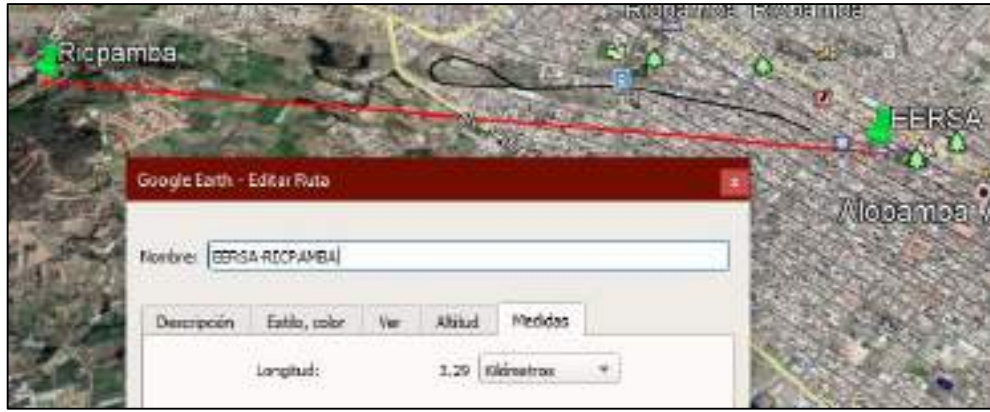 Riobamba Riobamba
Ricpamba
EERSA
Google Earth - Editar Ruta
Nombre: EERSA-RICPAMBA
Descripción Estilo, color Ver Altitud Medidas
Longitud: 3,29 Kilómetros